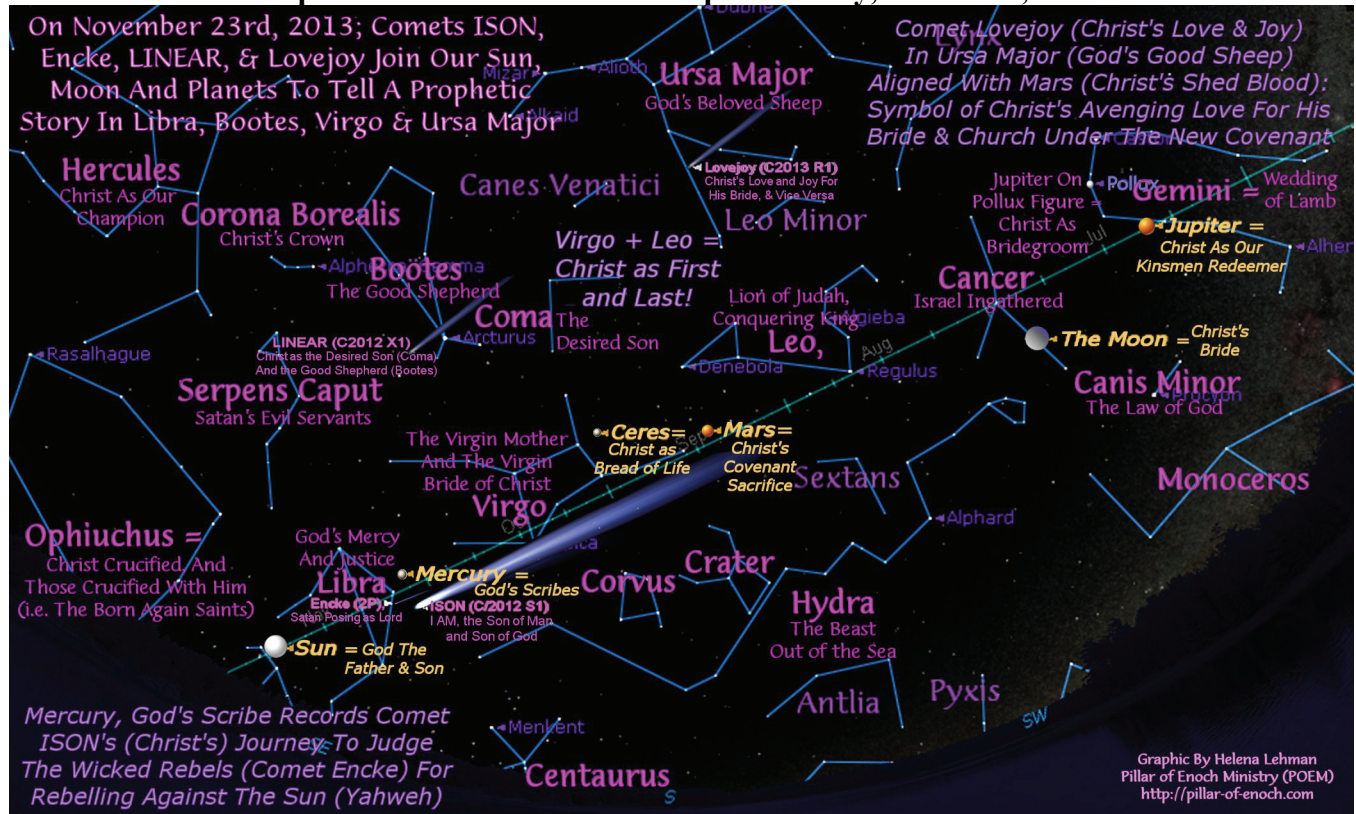 On November 23rd, 2013; Comets ISON,
Encke, LINEAR, & Lovejoy Join Our Sun,
Moon And Planets To Tell A Prophetic
Story In Libra, Bootes, Virgo & Ursa Major
Comet Lovejoy (Christ's Love & Joy)
In Ursa Major (God's Good Sheep)
Aligned With Mars (Christ's Shed Blood):
Symbol of Christ's Avenging Love For His
Bride & Church Under The New Covenant
Dubhe
Lynx
Mizar
Alioth
Alkaid
Ursa Major
God's Beloved Sheep
Castor
Hercules
Christ As Our
Champion
Canes Venatici
Lovejoy (C2013 R1)
Christ's Love and Joy For
His Bride, & Vice Versa
Leo Minor
Jupiter On
Pollux Figure =
Christ As
Bridegroom
Pollux
Gemini =
Wedding
of Lamb
Jul
Jupiter =
Christ As Our
Kinsmen Redeemer
Alhen
Corona Borealis
Christ's Crown
Bootes
The Good Shepherd
Virgo + Leo =
Christ as First
and Last!
Cancer
Israel Ingathered
Coma
The
Desired Son
Lion of Judah,
Conquering King
Algieba
Leo,
Aug
The Moon =
Christ's
Bride
LINEAR (C2012 X1)
Christ as the Desired Son (Coma)
And the Good Shepherd (Bootes)
Arcturus
Rasalhague
Denebola
Regulus
Canis Minor
Procyon
The Law of God
Serpens Caput
Satan's Evil Servants
The Virgin Mother
And The Virgin
Bride of Christ
Virgo
Ceres=
Christ as
Bread of Life
Sep
Mars=
Christ's
Covenant
Sacrifice
Sextans
Monoceros
Alphard
Ophiuchus =
Christ Crucified, And
Those Crucified With Him
(i.e. The Born Again Saints)
God's Mercy
And Justice
Libra
Mercury =
God's Scribes
Encke (2P),
Satan Posing as Lord
ISON (C/2012 S1)
I AM, the Son of Man
and Son of God
Corvus
Crater
Hydra
The Beast
Out of the Sea
Sun =
God The
Father & Son
Antlia
Pyxis
Mercury, God's Scribe Records Comet
ISON's (Christ's) Journey To Judge
The Wicked Rebels (Comet Encke) For
Rebelling Against The Sun (Yahweh)
SE
Menkent
Centaurus
S
SW
Graphic By Helena Lehman
Pillar of Enoch Ministry (POEM)
http://pillar-of-enoch.com